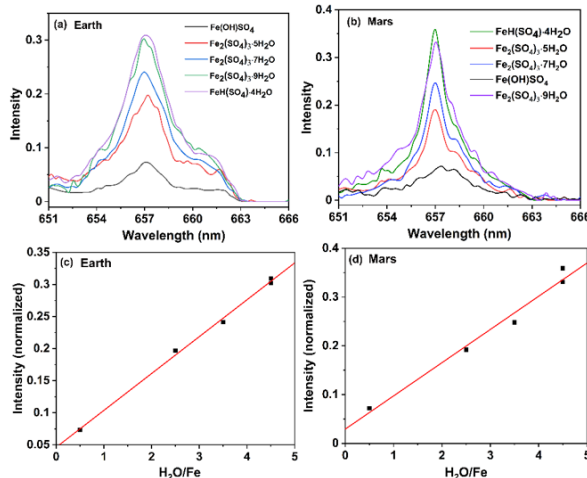 (a) Earth
Fe(OH)SO4
Fe2(SO4)3·5H2O
Fe2(SO4)3·7H2O
Fe2(SO4)3·9H2O
FeH(SO4)·4H2O
0.3
0.2
0.1
0
Intensity
651 654 657 660 663 666
Wavelength (nm)
(b) Mars
FeH(SO4)·4H2O
Fe2(SO4)3·5H2O
Fe2(SO4)3·7H2O
Fe(OH)SO4
Fe2(SO4)3·9H2O
0.4
0.3
0.2
0.1
0
Intensity
651 654 657 660 663 666
Wavelength (nm)
(c) Earth
0.35
0.30
0.25
0.20
0.15
0.10
0.05
Intensity (normalized)
0 1 2 3 4 5
H2O/Fe
(d) Mars
0.4
0.3
0.2
0.1
0
Intensity (normalized)
0 1 2 3 4 5
H2O/Fe